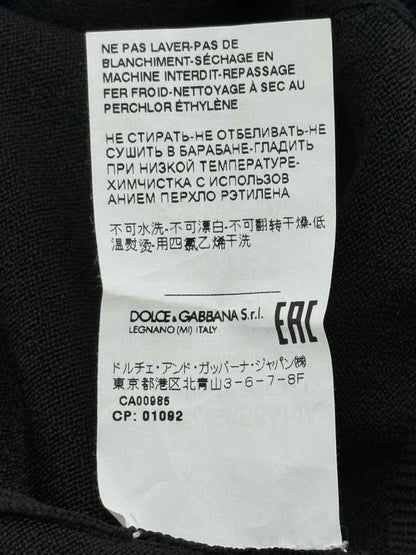 NE PAS LAVER-PAS DE
BLANCHIMENT-SÉCHAGE EN
MACHINE INTERDIT-REPASSAGE
FER FROID-NETTOYAGE À SEC AU
PERCHLOR ÉTHYLÈNE
НЕ СТИРАТЬ-НЕ ОТБЕЛИВАТЬ-НЕ
СУШИТЬ В БАРАБАНЕ-ГЛАДИТЬ
ПРИ НИЗКОЙ ТЕМПЕРАТУРЕ-
ХИМЧИСТКА С ИСПОЛЬЗОВ
АНИЕМ ПЕРХЛО РЭТИЛЕНА
不可水洗-不可漂白-不可翻转干燥-低
温熨烫-用四氯乙烯干洗
DOLCE & GABBANA S.r.l.
LEGNANO (MI) ITALY
EAC
ドルチェ・アンド・ガッバーナ・ジャパン㈱
東京都港区北青山3-6-7-8F
CA00985
CP: 01092